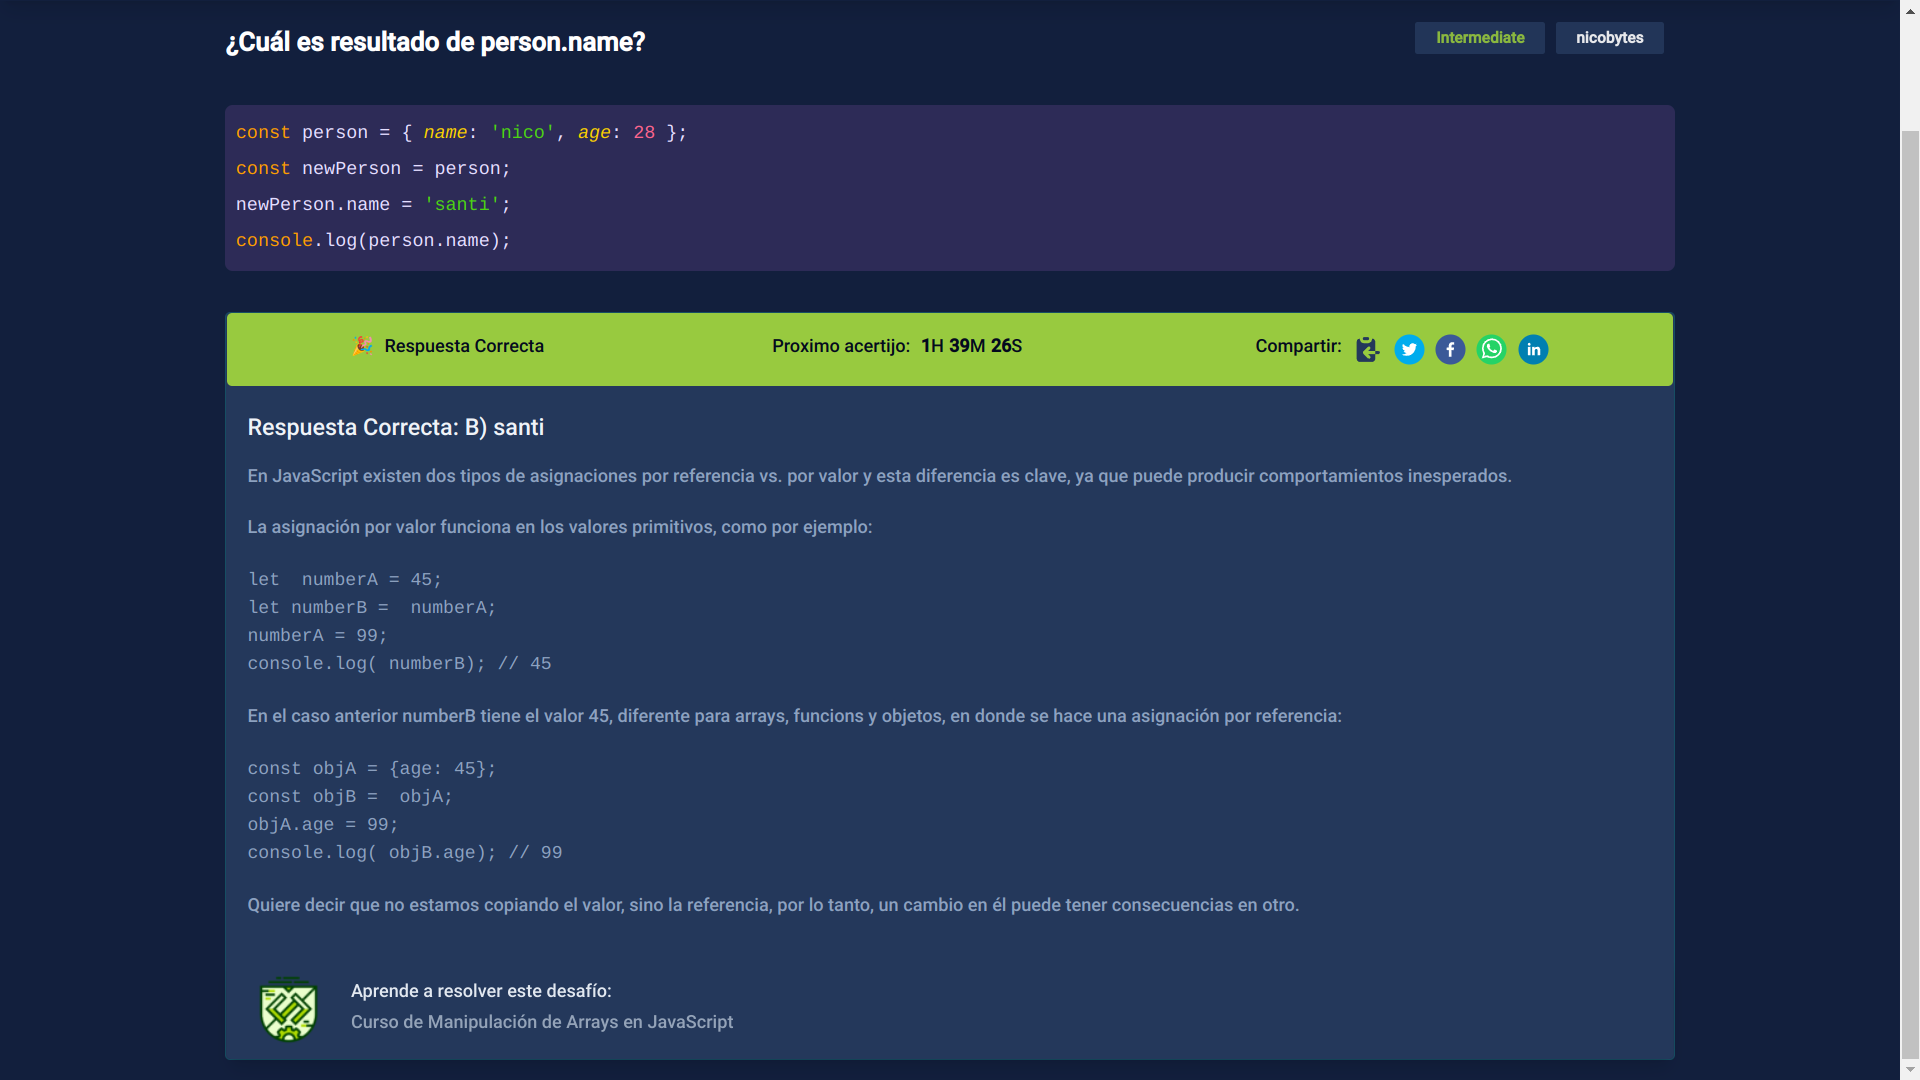 ¿Cuál es resultado de person.name?
Intermediate
nicobytes
const person = { name: 'nico', age: 28 };
const newPerson = person;
newPerson.name = 'santi';
console.log(person.name);
🎉 Respuesta Correcta
Proximo acertijo: 1H 39M 26S
Compartir:
Respuesta Correcta: B) santi
En JavaScript existen dos tipos de asignaciones por referencia vs. por valor y esta diferencia es clave, ya que puede producir comportamientos inesperados.
La asignación por valor funciona en los valores primitivos, como por ejemplo:
let  numberA = 45;
let numberB =  numberA;
numberA = 99;
console.log( numberB); // 45
En el caso anterior numberB tiene el valor 45, diferente para arrays, funcions y objetos, en donde se hace una asignación por referencia:
const objA = {age: 45};
const objB =  objA;
objA.age = 99;
console.log( objB.age); // 99
Quiere decir que no estamos copiando el valor, sino la referencia, por lo tanto, un cambio en él puede tener consecuencias en otro.
Aprende a resolver este desafío:
Curso de Manipulación de Arrays en JavaScript